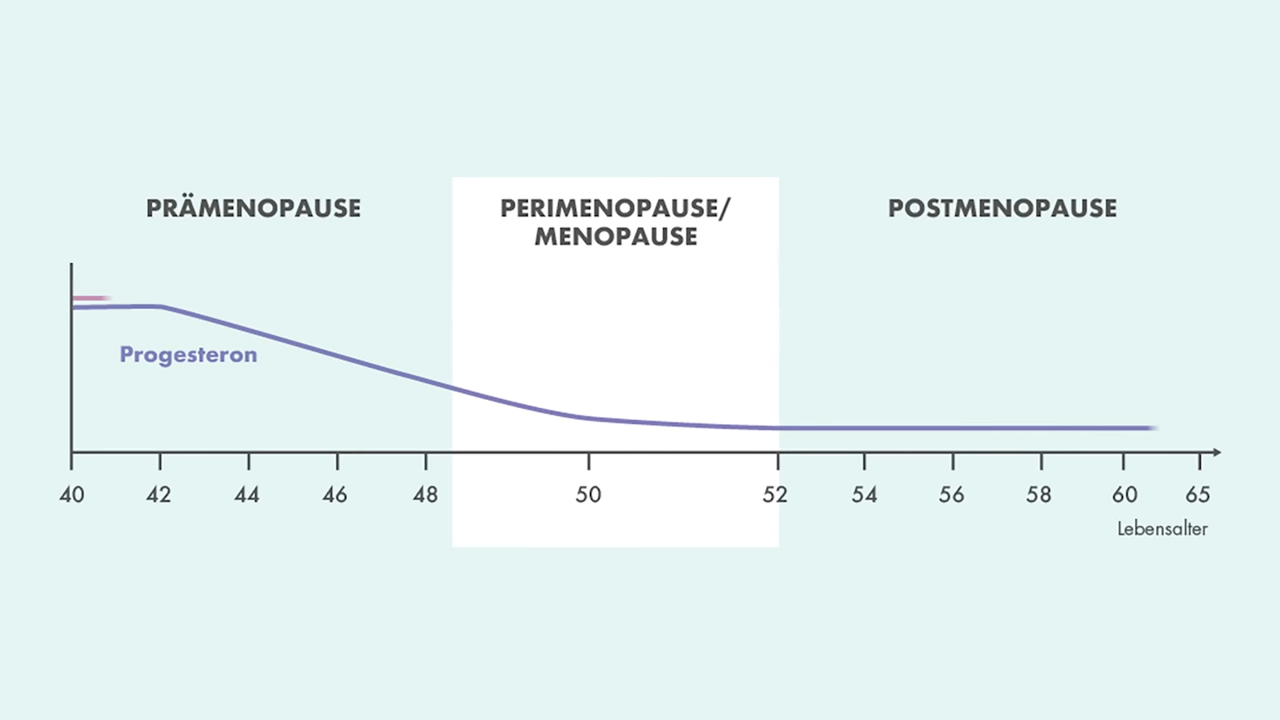 PRÄMENOPAUSE
PERIMENOPAUSE/
MENOPAUSE
POSTMENOPAUSE
Progesteron
40 42 44 46 48 50 52 54 56 58 60 65
Lebensalter